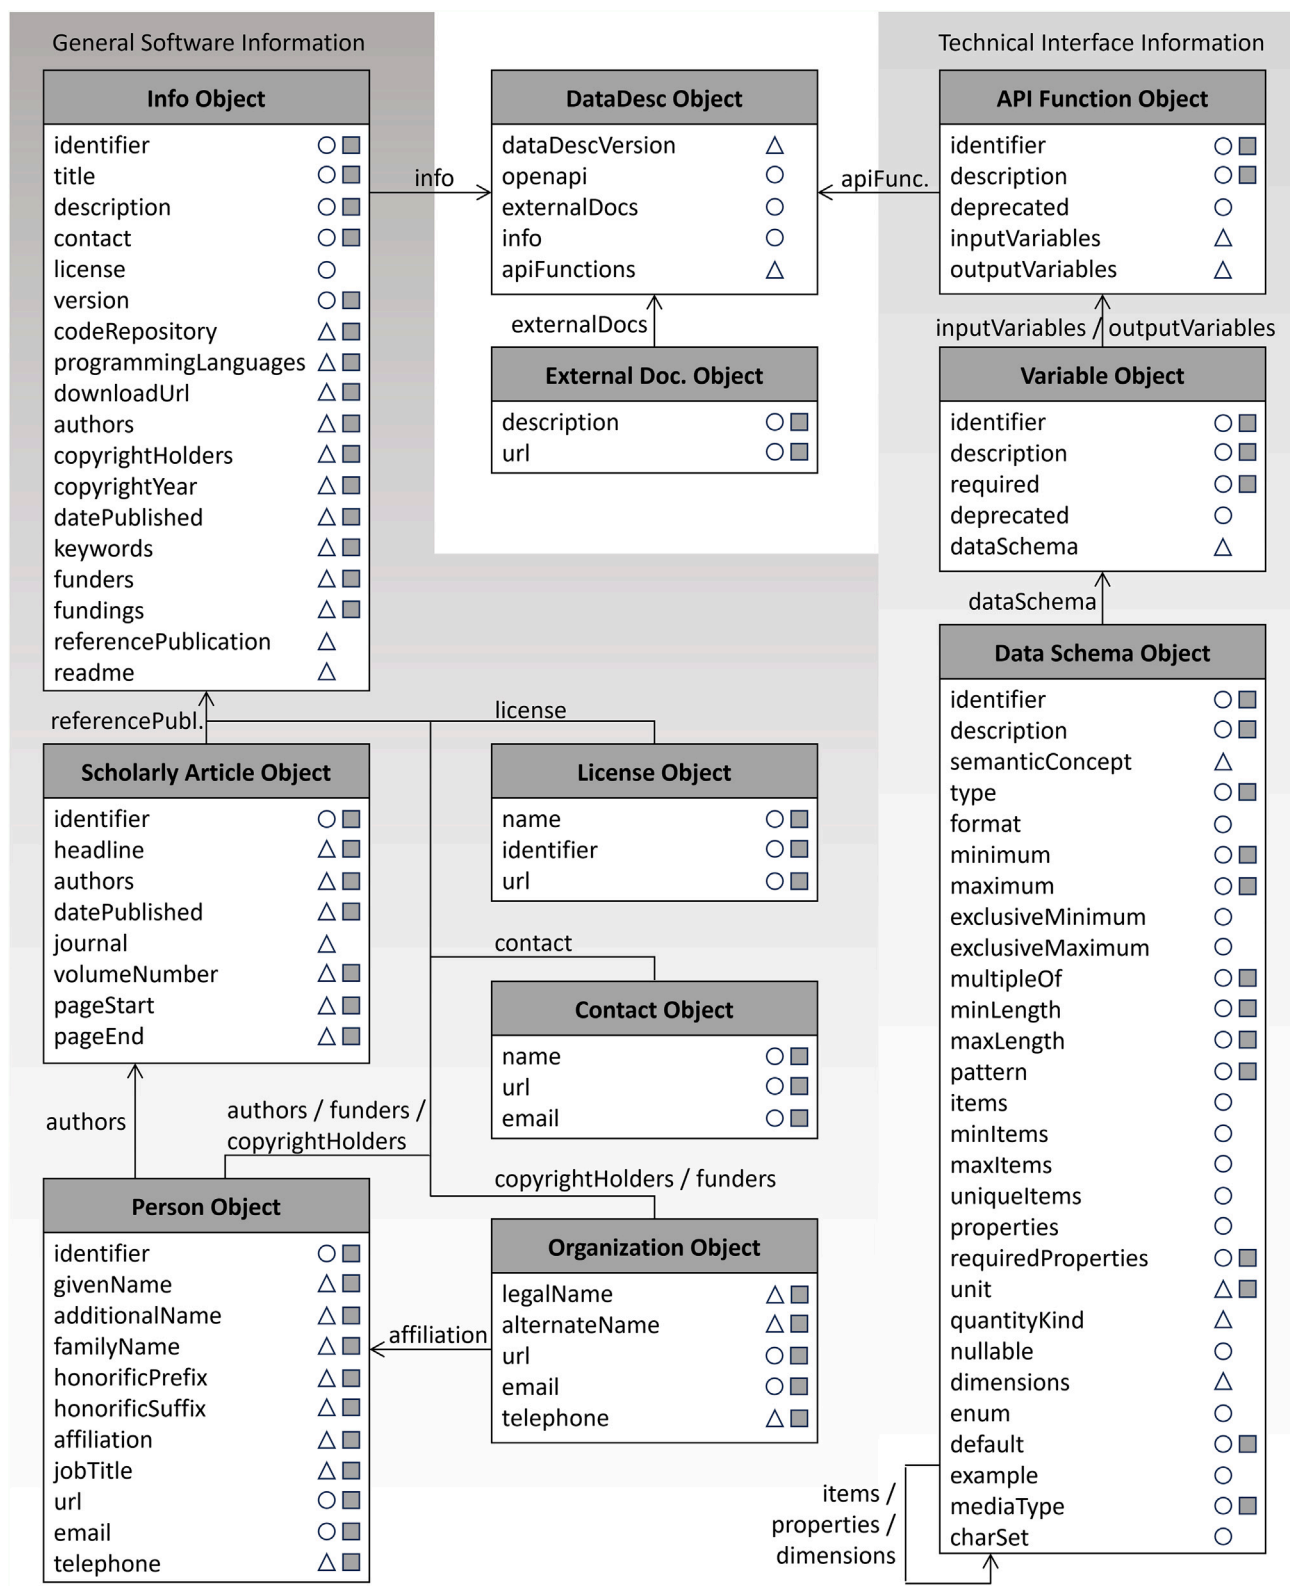 General Software Information
Info Object
identifier
title
description
contact
license
version
codeRepository
programmingLanguages
downloadUrl
authors
copyrightHolders
copyrightYear
datePublished
keywords
funders
fundings
referencePublication
readme
info
DataDesc Object
dataDescVersion
openapi
externalDocs
info
apiFunctions
externalDocs
External Doc. Object
description
url
apiFunc.
Technical Interface Information
API Function Object
identifier
description
deprecated
inputVariables
outputVariables
inputVariables / outputVariables
Variable Object
identifier
description
required
deprecated
dataSchema
dataSchema
Data Schema Object
identifier
description
semanticConcept
type
format
minimum
maximum
exclusiveMinimum
exclusiveMaximum
multipleOf
minLength
maxLength
pattern
items
minItems
maxItems
uniqueItems
properties
requiredProperties
unit
quantityKind
nullable
dimensions
enum
default
example
mediaType
charSet
items /
properties /
dimensions
referencePubl.
Scholarly Article Object
identifier
headline
authors
datePublished
journal
volumeNumber
pageStart
pageEnd
license
License Object
name
identifier
url
contact
Contact Object
name
url
email
authors
authors / funders /
copyrightHolders
Person Object
identifier
givenName
additionalName
familyName
honorificPrefix
honorificSuffix
affiliation
jobTitle
url
email
telephone
copyrightHolders / funders
Organization Object
legalName
alternateName
url
email
telephone
affiliation